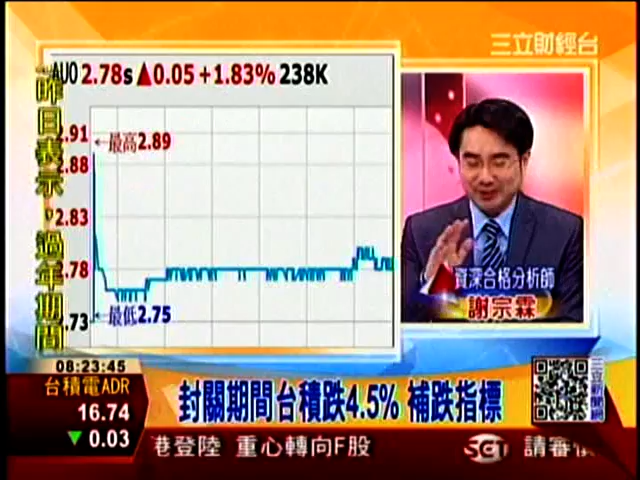 三立財經台
AUO 2.78s ▲0.05 +1.83% 238K
昨日表示，過年期間
2.91
←最高2.89
2.88
2.83
2.78
2.73
←最低2.75
資深合格分析師
謝宗霖
08:23:45
台積電ADR
16.74
▼ 0.03
封關期間台積跌4.5% 補跌指標
港登陸 重心轉向F股
SET 請審慎